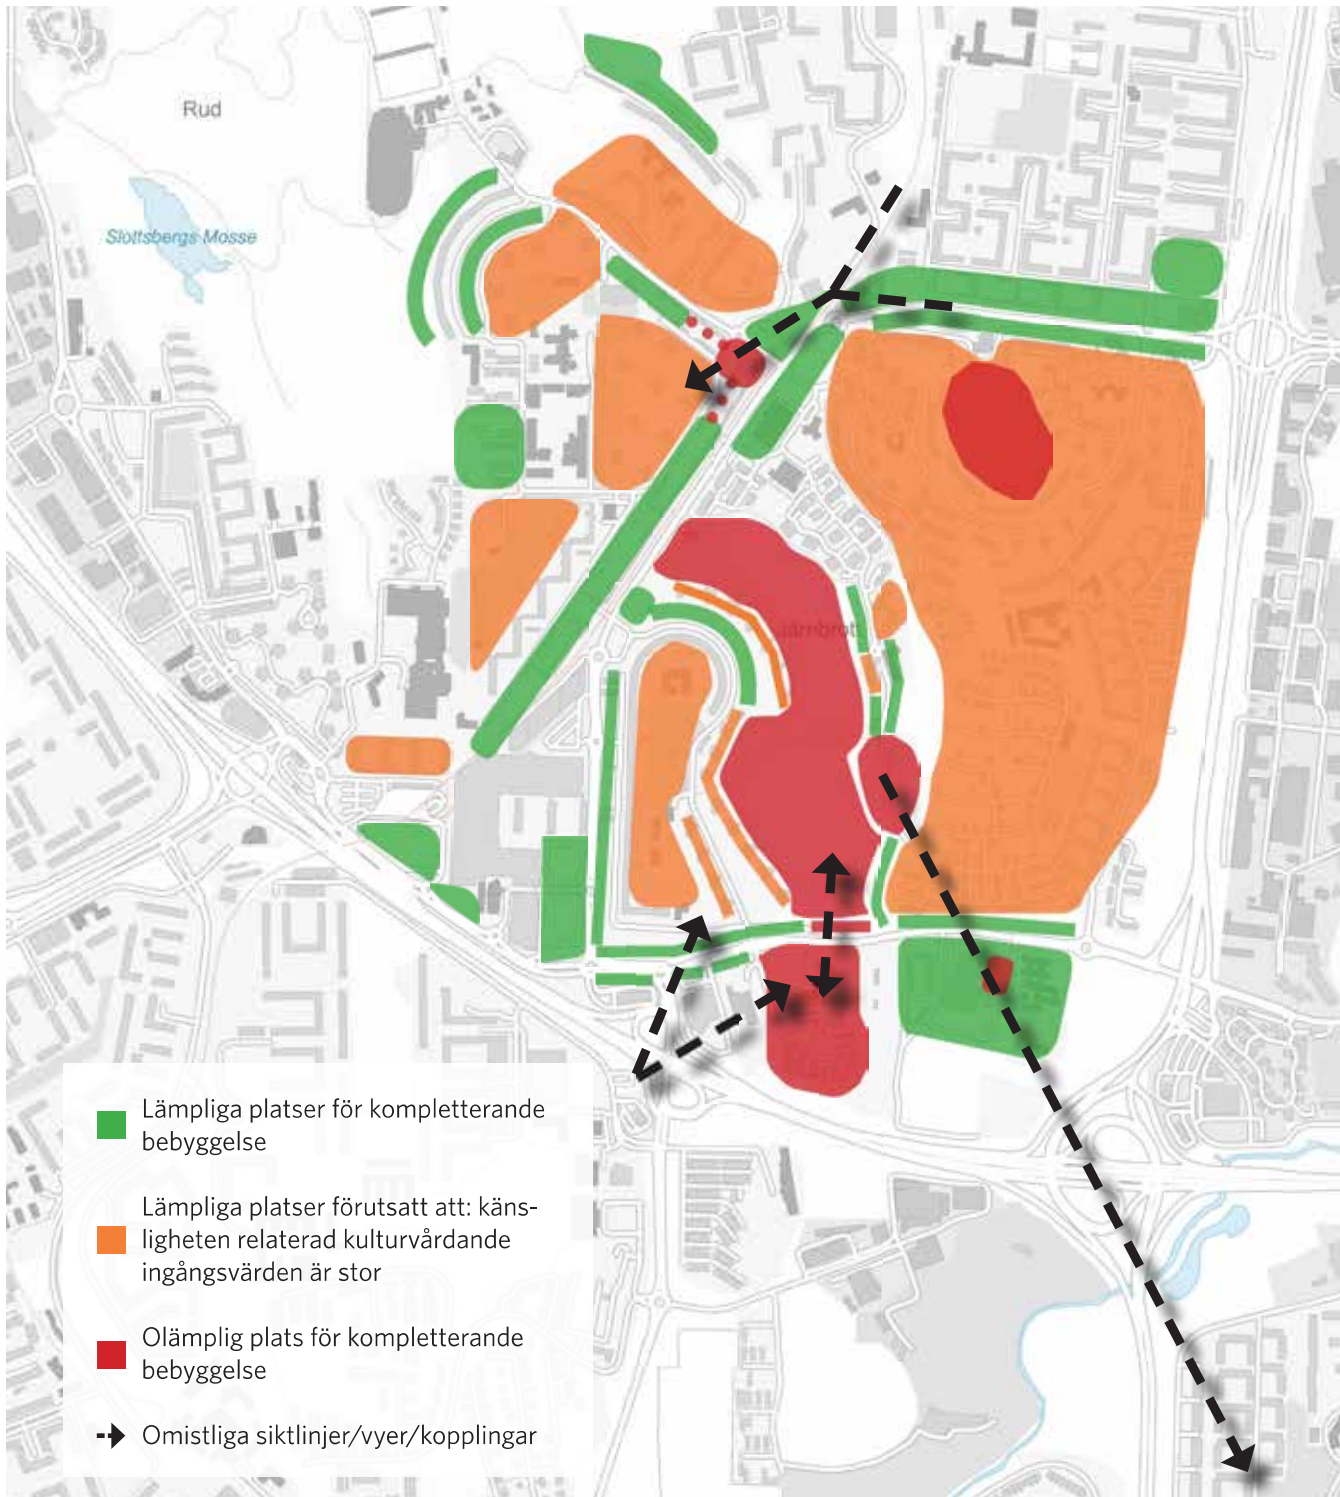 Rud
Slottsbergs Mosse
Järnbrott
Lämpliga platser för kompletterande
bebyggelse
Lämpliga platser förutsatt att: käns-
ligheten relaterad kulturvårdande
ingångsvärden är stor
Olämplig plats för kompletterande
bebyggelse
Omistliga siktlinjer/vyer/kopplingar